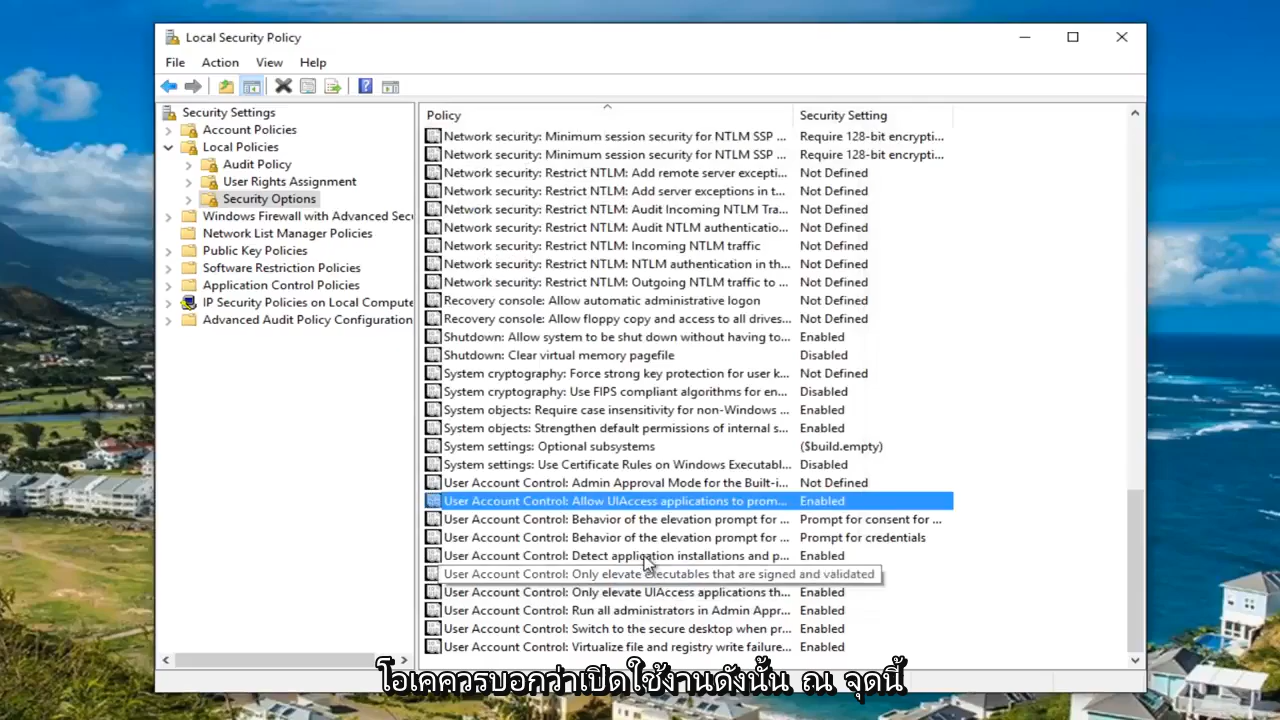 Local Security Policy
File Action View Help
Security Settings
Account Policies
Local Policies
Audit Policy
User Rights Assignment
Security Options
Windows Firewall with Advanced Secu
Network List Manager Policies
Public Key Policies
Software Restriction Policies
Application Control Policies
IP Security Policies on Local Compute
Advanced Audit Policy Configuration
Policy Security Setting
Network security: Minimum session security for NTLM SSP ... Require 128-bit encrypti...
Network security: Minimum session security for NTLM SSP ... Require 128-bit encrypti...
Network security: Restrict NTLM: Add remote server excepti... Not Defined
Network security: Restrict NTLM: Add server exceptions in t... Not Defined
Network security: Restrict NTLM: Audit Incoming NTLM Tra... Not Defined
Network security: Restrict NTLM: Audit NTLM authenticatio... Not Defined
Network security: Restrict NTLM: Incoming NTLM traffic Not Defined
Network security: Restrict NTLM: NTLM authentication in th... Not Defined
Network security: Restrict NTLM: Outgoing NTLM traffic to ... Not Defined
Recovery console: Allow automatic administrative logon Not Defined
Recovery console: Allow floppy copy and access to all drives... Not Defined
Shutdown: Allow system to be shut down without having to... Enabled
Shutdown: Clear virtual memory pagefile Disabled
System cryptography: Force strong key protection for user k... Not Defined
System cryptography: Use FIPS compliant algorithms for en... Disabled
System objects: Require case insensitivity for non-Windows ... Enabled
System objects: Strengthen default permissions of internal s... Enabled
System settings: Optional subsystems ($build.empty)
System settings: Use Certificate Rules on Windows Executabl... Disabled
User Account Control: Admin Approval Mode for the Built-i... Not Defined
User Account Control: Allow UIAccess applications to prom... Enabled
User Account Control: Behavior of the elevation prompt for ... Prompt for consent for ...
User Account Control: Behavior of the elevation prompt for ... Prompt for credentials
User Account Control: Detect application installations and p... Enabled
User Account Control: Only elevate executables that are signed and validated
User Account Control: Only elevate UIAccess applications th... Enabled
User Account Control: Run all administrators in Admin Appr... Enabled
User Account Control: Switch to the secure desktop when pr... Enabled
User Account Control: Virtualize file and registry write failure... Enabled
โอเคควรบอกว่าเปิดใช้งานดังนั้น ณ จุดนี้